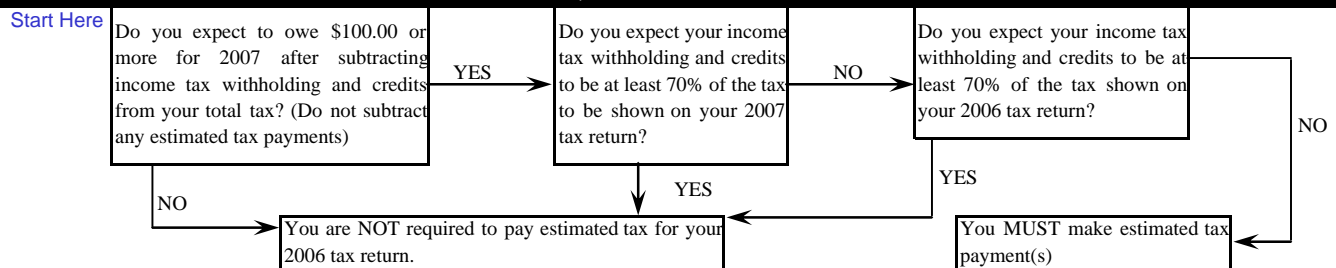 Start Here
Do you expect to owe $100.00 or
more for 2007 after subtracting
income tax withholding and credits
from your total tax? (Do not subtract
any estimated tax payments)
YES
Do you expect your income
tax withholding and credits
to be at least 70% of the tax
to be shown on your 2007
tax return?
NO
Do you expect your income tax
withholding and credits to be at
least 70% of the tax shown on
your 2006 tax return?
NO
NO
YES
YES
You are NOT required to pay estimated tax for your
2006 tax return.
You MUST make estimated tax
payment(s)